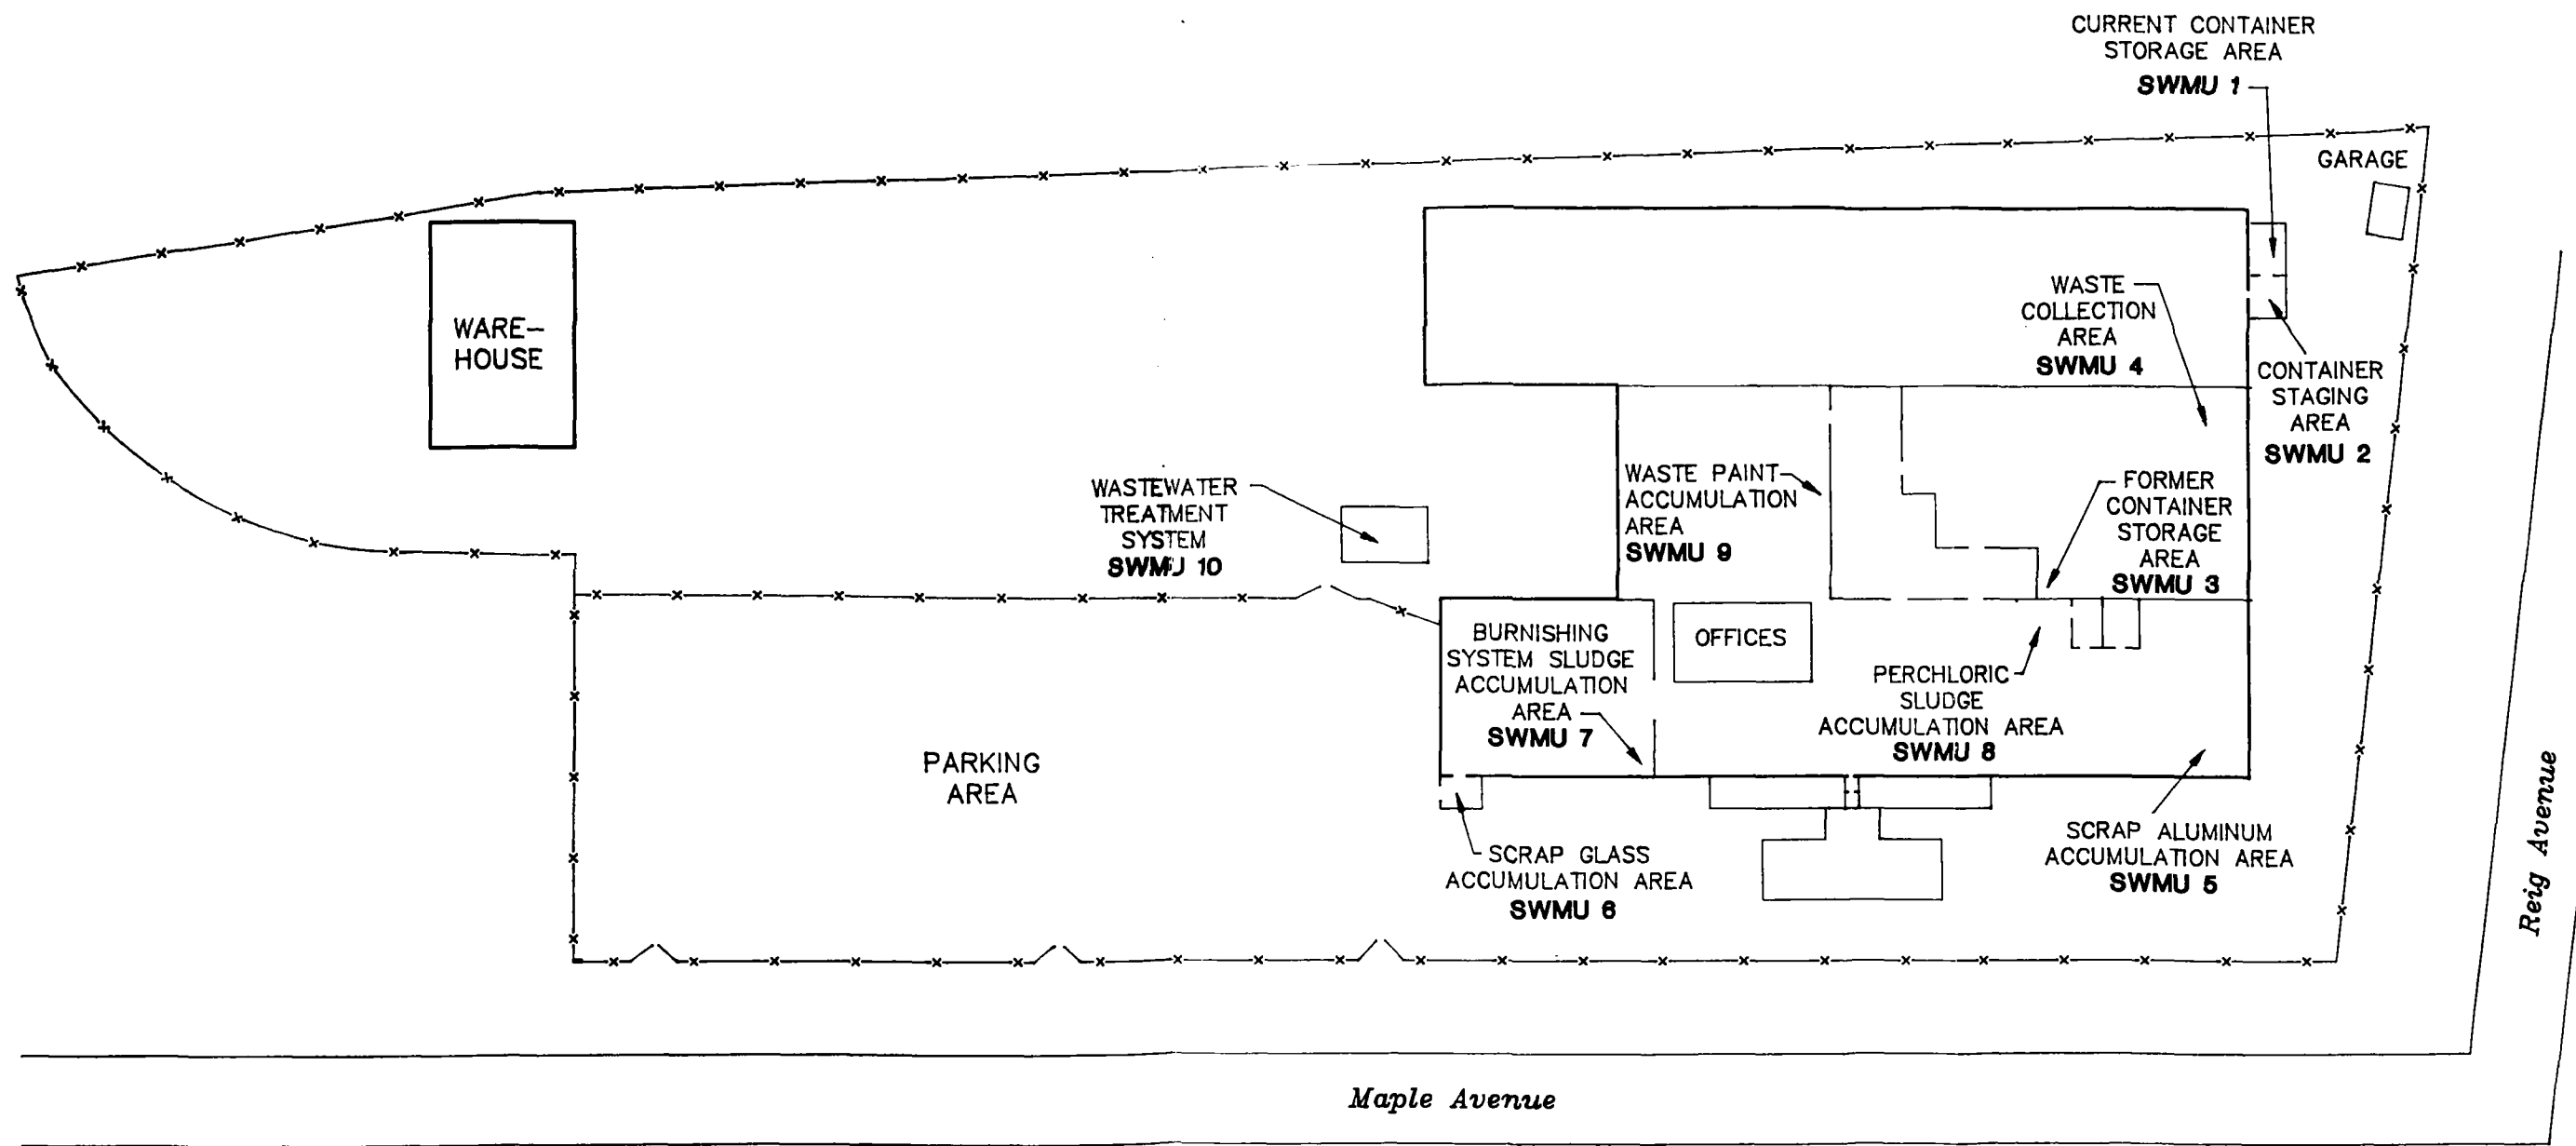 CURRENT CONTAINER
STORAGE AREA
SWMU 1
GARAGE
WARE-
HOUSE
WASTE
COLLECTION
AREA
SWMU 4
CONTAINER
STAGING
AREA
SWMU 2
WASTEWATER
TREATMENT
SYSTEM
SWMU 10
WASTE PAINT
ACCUMULATION
AREA
SWMU 9
FORMER
CONTAINER
STORAGE
AREA
SWMU 3
BURNISHING
SYSTEM SLUDGE
ACCUMULATION
AREA
SWMU 7
OFFICES
PERCHLORIC
SLUDGE
ACCUMULATION AREA
SWMU 8
PARKING
AREA
SCRAP GLASS
ACCUMULATION AREA
SWMU 6
SCRAP ALUMINUM
ACCUMULATION AREA
SWMU 5
Reig Avenue
Maple Avenue